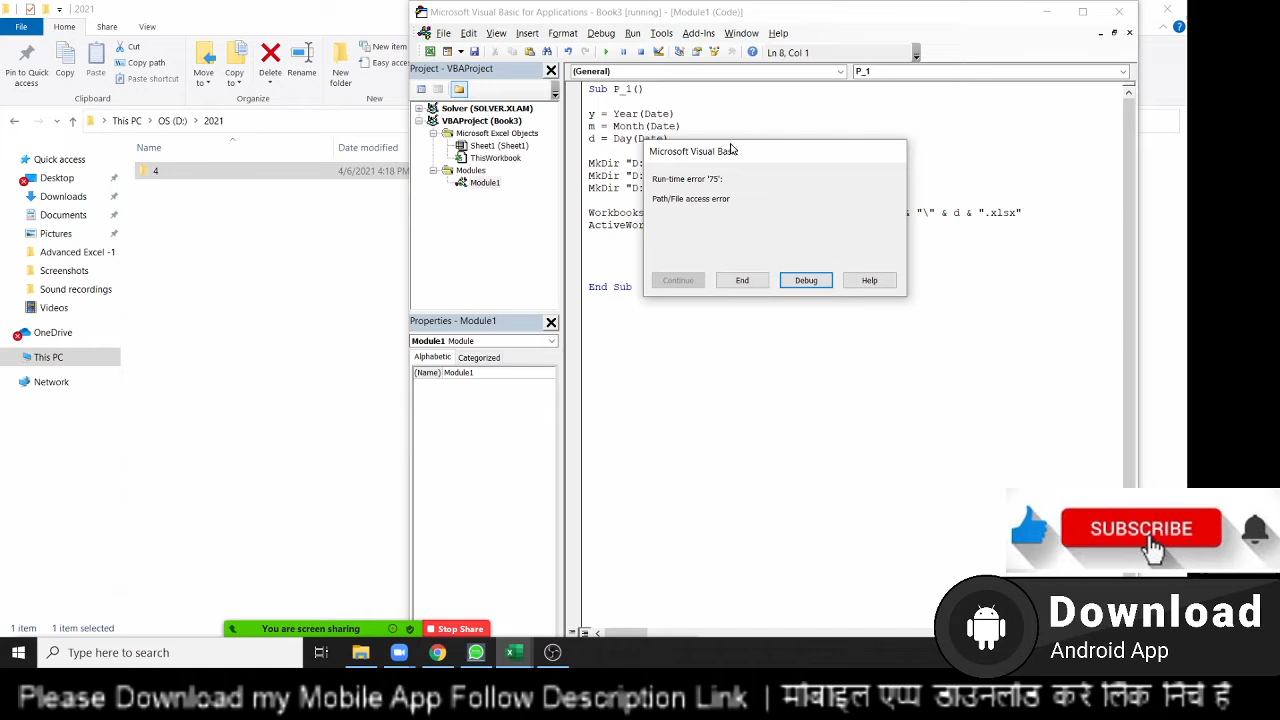 2021
File
Home
Share
View
Pin to Quick access
Copy
Paste
Cut
Copy path
Paste shortcut
Move to
Copy to
Delete
Rename
New folder
New item
Easy acce
Clipboard
Organize
New
This PC > OS (D:) > 2021
Name
Date modified
4
4/6/2021 4:18 PM
Quick access
Desktop
Downloads
Documents
Pictures
Advanced Excel -1
Screenshots
Sound recordings
Videos
OneDrive
This PC
Network
1 item
1 item selected
Microsoft Visual Basic for Applications - Book3 [running] - [Module1 (Code)]
File Edit View Insert Format Debug Run Tools Add-Ins Window Help
Ln 8, Col 1
Project - VBAProject
Solver (SOLVER.XLAM)
VBAProject (Book3)
Microsoft Excel Objects
Sheet1 (Sheet1)
ThisWorkbook
Modules
Module1
Properties - Module1
Module1 Module
Alphabetic
Categorized
(Name)
Module1
(General)
P_1
Sub P_1()
y = Year(Date)
m = Month(Date)
d = Day(Date)
MkDir "D:
MkDir "D:
MkDir "D:
Workbooks
& "\" & d & ".xlsx"
ActiveWor
End Sub
Microsoft Visual Basic
Run-time error '75':
Path/File access error
Continue
End
Debug
Help
SUBSCRIBE
Download
Android App
You are screen sharing
Stop Share
Type here to search
Please Download my Mobile App Follow Description Link | मोबाइल एप्प डाउनलोड करे लिंक निचे है